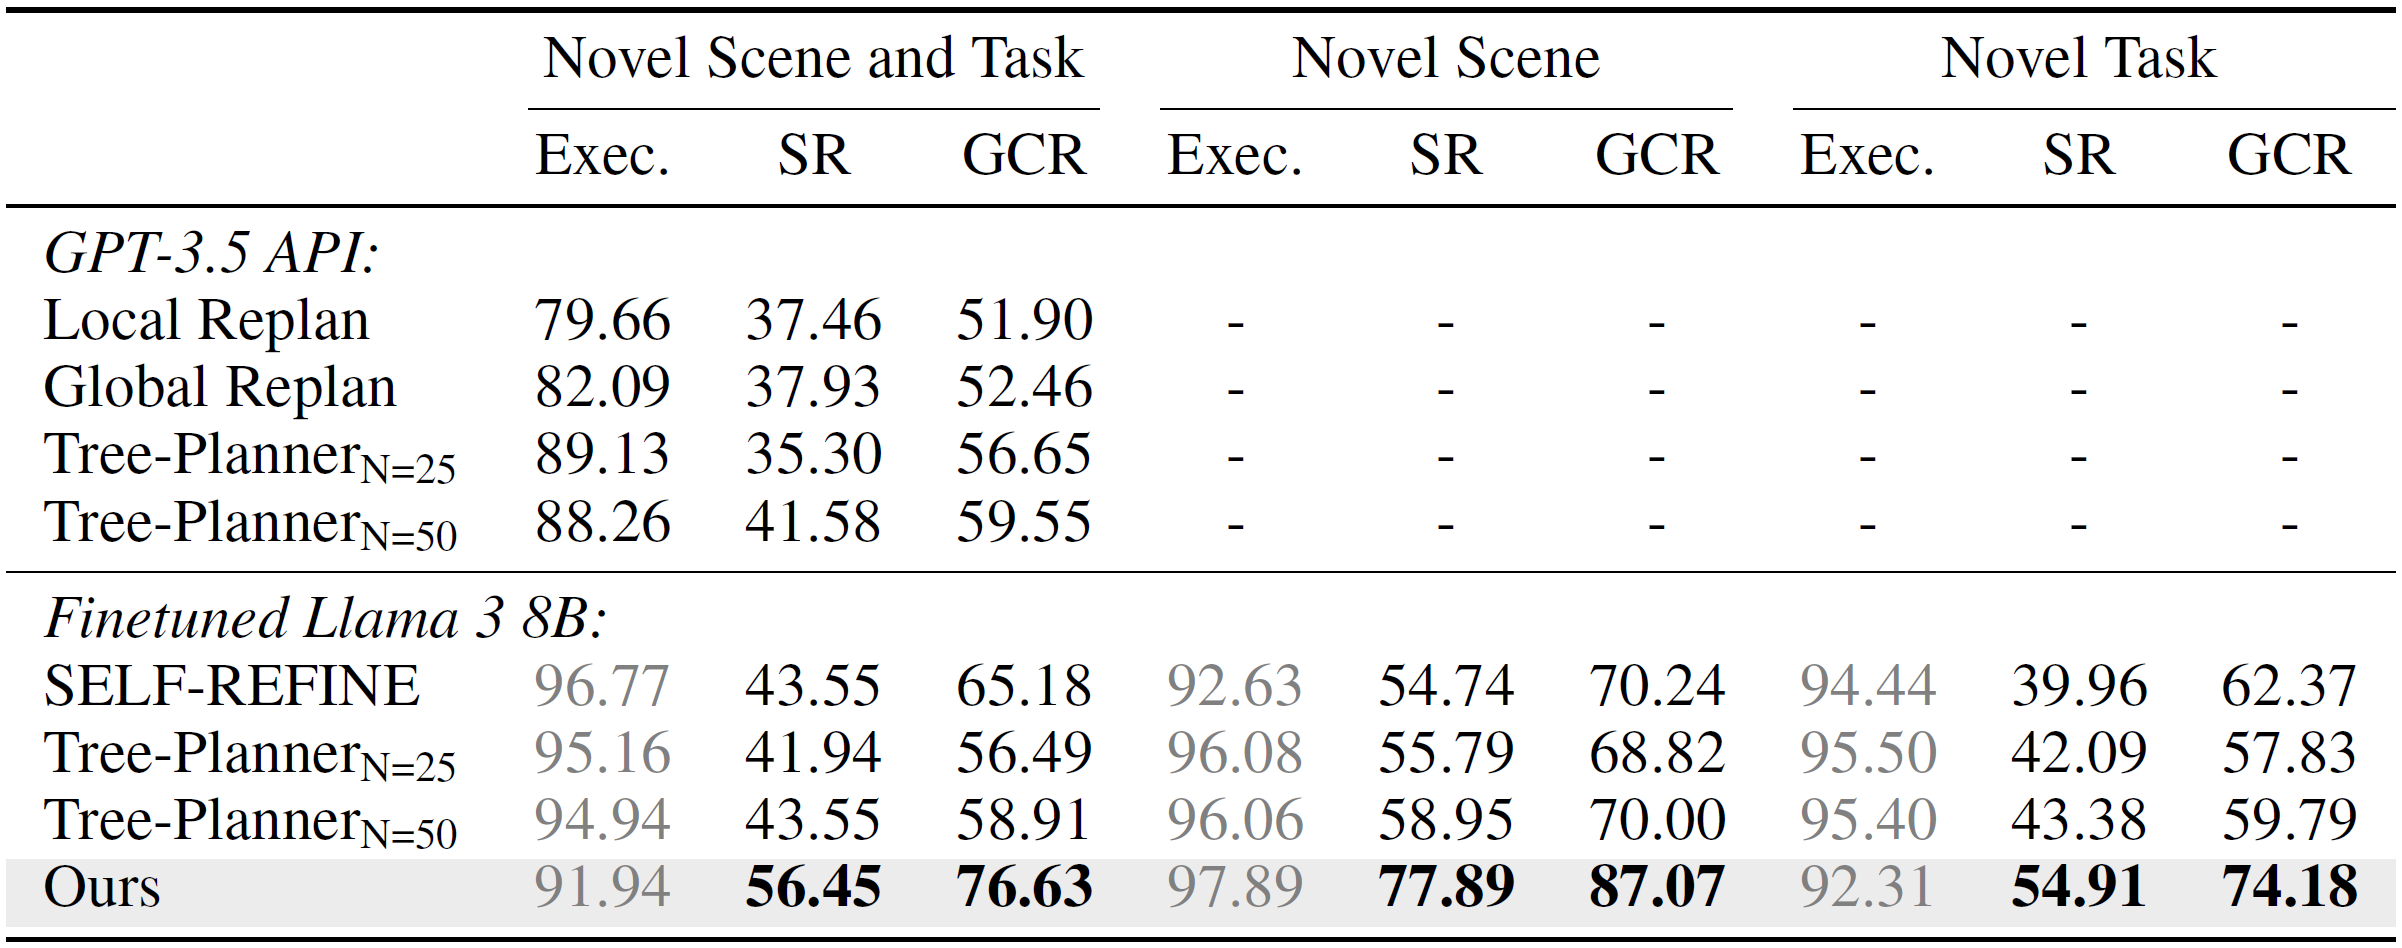 Novel Scene and Task Novel Scene Novel Task
Exec. SR GCR Exec. SR GCR Exec. SR GCR
GPT-3.5 API:
Local Replan 79.66 37.46 51.90 - - - - - -
Global Replan 82.09 37.93 52.46 - - - - - -
Tree-Planner N=25 89.13 35.30 56.65 - - - - - -
Tree-Planner N=50 88.26 41.58 59.55 - - - - - -
Finetuned Llama 3 8B:
SELF-REFINE 96.77 43.55 65.18 92.63 54.74 70.24 94.44 39.96 62.37
Tree-Planner N=25 95.16 41.94 56.49 96.08 55.79 68.82 95.50 42.09 57.83
Tree-Planner N=50 94.94 43.55 58.91 96.06 58.95 70.00 95.40 43.38 59.79
Ours 91.94 56.45 76.63 97.89 77.89 87.07 92.31 54.91 74.18